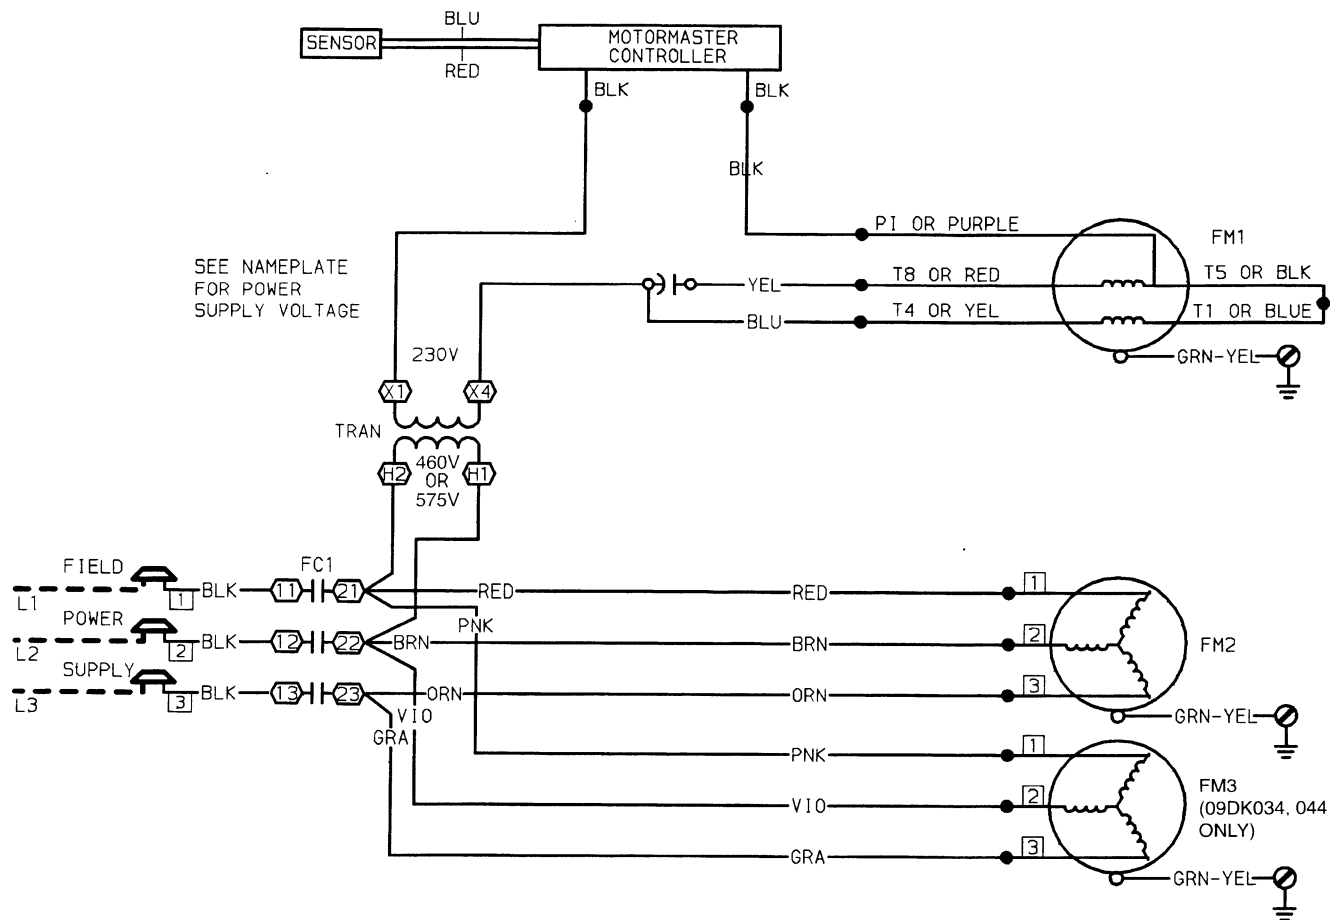 BLU
SENSOR
RED
MOTORMASTER
CONTROLLER
BLK
BLK
BLK
PI OR PURPLE
FM1
SEE NAMEPLATE
FOR POWER
SUPPLY VOLTAGE
YEL
T8 OR RED
T5 OR BLK
BLU
T4 OR YEL
T1 OR BLUE
GRN-YEL
230V
X1
X4
TRAN
H2
460V
OR
575V
H1
FIELD
L1
1
BLK
FC1
11
21
RED
RED
1
POWER
L2
2
BLK
12
22
BRN
PNK
BRN
2
FM2
SUPPLY
L3
3
BLK
13
23
ORN
ORN
3
VIO
GRA
GRN-YEL
PNK
1
VIO
2
FM3
(09DK034, 044
ONLY)
GRA
3
GRN-YEL